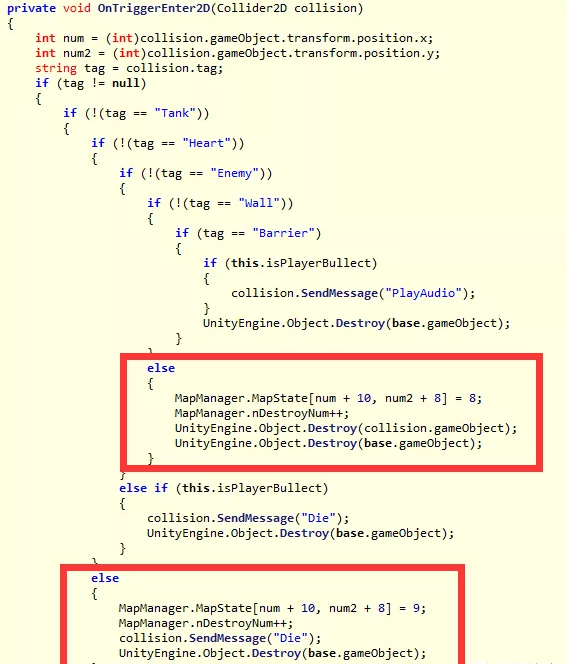 private void OnTriggerEnter2D(Collider2D collision)
{
    int num = (int)collision.gameObject.transform.position.x;
    int num2 = (int)collision.gameObject.transform.position.y;
    string tag = collision.tag;
    if (tag != null)
    {
        if (!(tag == "Tank"))
        {
            if (!(tag == "Heart"))
            {
                if (!(tag == "Enemy"))
                {
                    if (!(tag == "Wall"))
                    {
                        if (tag == "Barrier")
                        {
                            if (this.isPlayerBullect)
                            {
                                collision.SendMessage("PlayAudio");
                            }
                            UnityEngine.Object.Destroy(base.gameObject);
                        }
                    }
                    else
                    {
                        MapManager.MapState[num + 10, num2 + 8] = 8;
                        MapManager.nDestroyNum++;
                        UnityEngine.Object.Destroy(collision.gameObject);
                        UnityEngine.Object.Destroy(base.gameObject);
                    }
                }
                else if (this.isPlayerBullect)
                {
                    collision.SendMessage("Die");
                    UnityEngine.Object.Destroy(base.gameObject);
                }
            }
            else
            {
                MapManager.MapState[num + 10, num2 + 8] = 9;
                MapManager.nDestroyNum++;
                collision.SendMessage("Die");
                UnityEngine.Object.Destroy(base.gameObject);